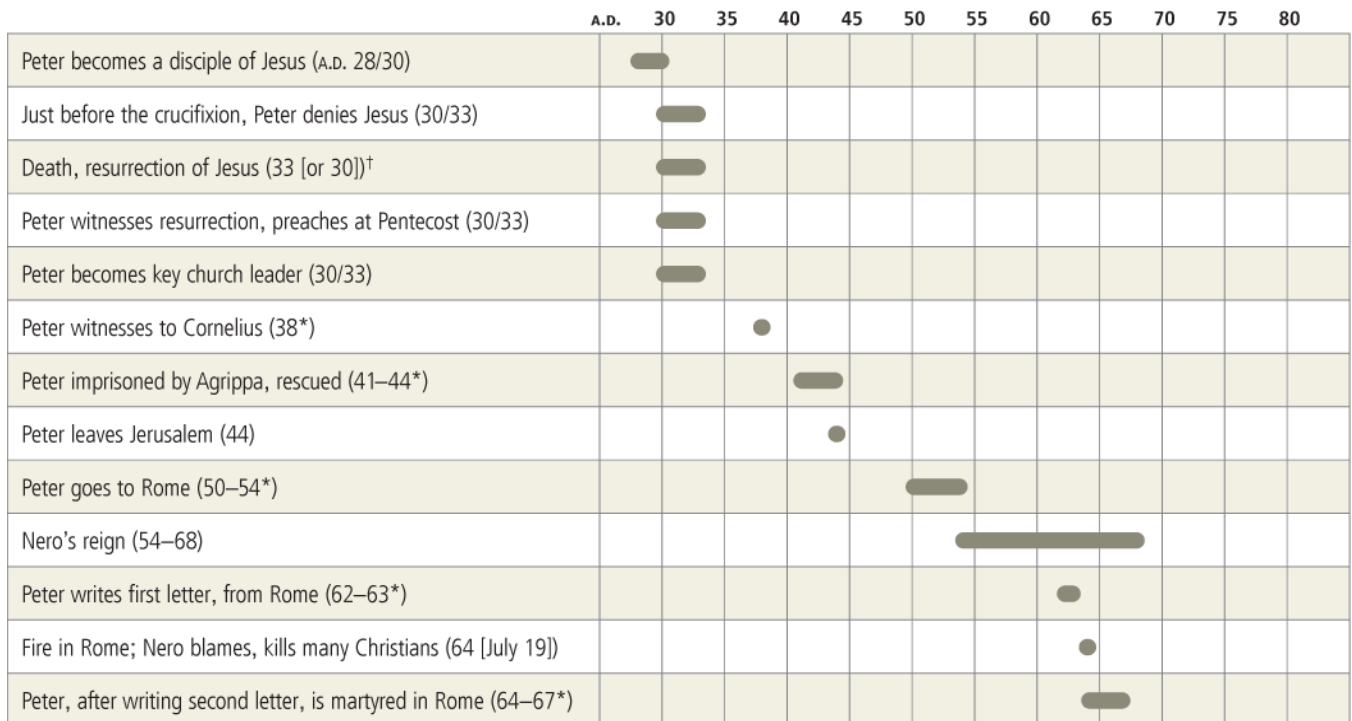 A.D. 30 35 40 45 50 55 60 65 70 75 80
Peter becomes a disciple of Jesus (A.D. 28/30)
Just before the crucifixion, Peter denies Jesus (30/33)
Death, resurrection of Jesus (33 [or 30])†
Peter witnesses resurrection, preaches at Pentecost (30/33)
Peter becomes key church leader (30/33)
Peter witnesses to Cornelius (38*)
Peter imprisoned by Agrippa, rescued (41–44*)
Peter leaves Jerusalem (44)
Peter goes to Rome (50–54*)
Nero’s reign (54–68)
Peter writes first letter, from Rome (62–63*)
Fire in Rome; Nero blames, kills many Christians (64 [July 19])
Peter, after writing second letter, is martyred in Rome (64–67*)